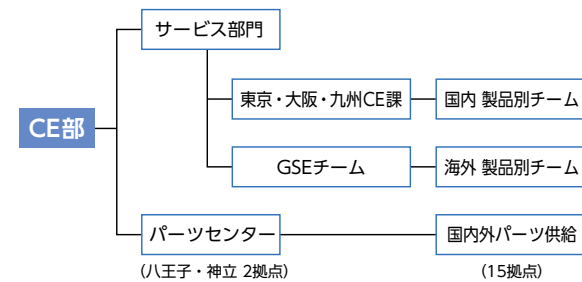 サービス部門
東京・大阪・九州CE課
国内 製品別チーム
CE部
GSEチーム
海外 製品別チーム
パーツセンター
国内外パーツ供給
(八王子・神立 2拠点)
(15拠点)